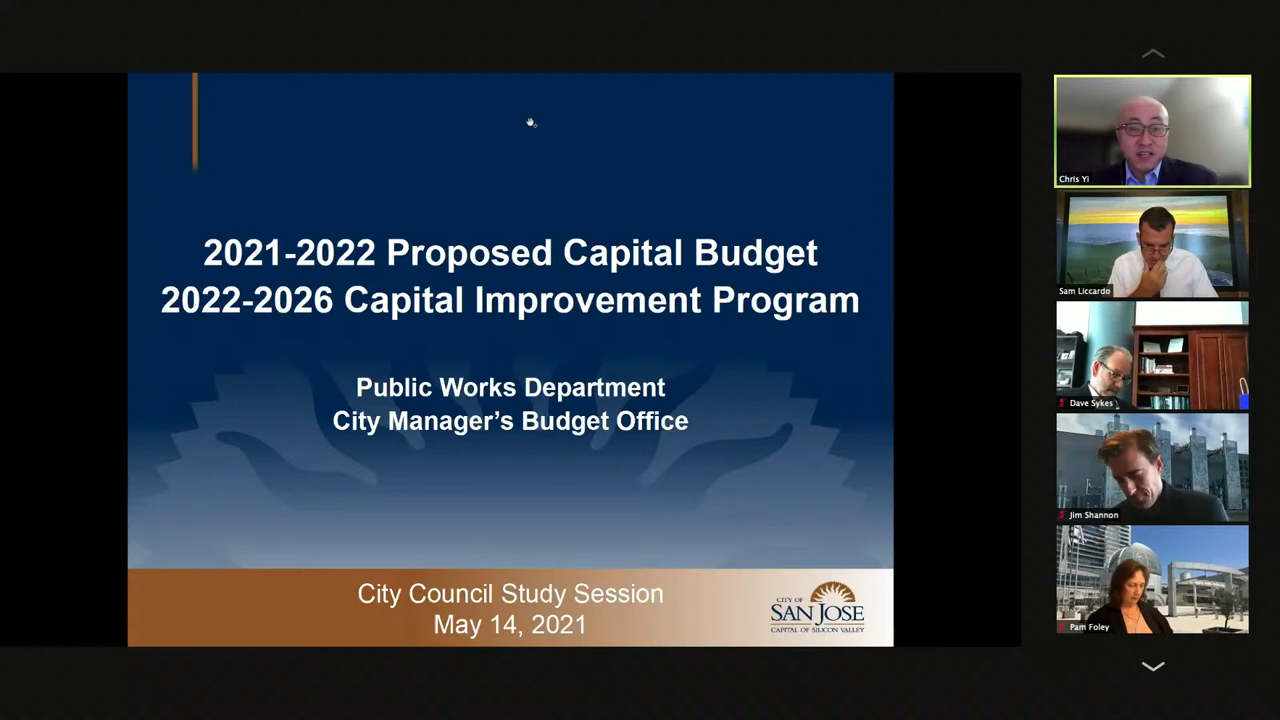 2021-2022 Proposed Capital Budget
2022-2026 Capital Improvement Program
Public Works Department
City Manager's Budget Office
City Council Study Session
May 14, 2021
CITY OF
SAN JOSE
CAPITAL OF SILICON VALLEY
Chris Yi
Sam Liccardo
Dave Sykes
Jim Shannon
Pam Foley